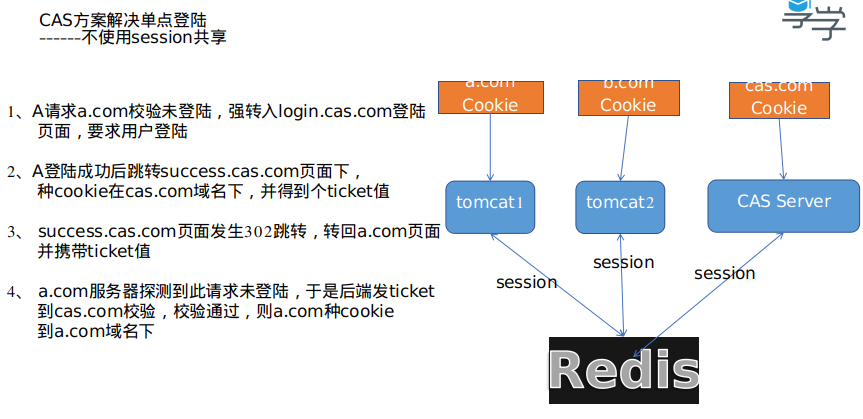 CAS方案解决单点登陆
------不使用session共享
1、A请求a.com校验未登陆，强转入login.cas.com登陆
页面，要求用户登陆
2、A登陆成功后跳转success.cas.com页面下，
种cookie在cas.com域名下，并得到个ticket值
3、 success.cas.com页面发生302跳转，转回a.com页面
并携带ticket值
4、 a.com服务器探测到此请求未登陆，于是后端发ticket
到cas.com校验，校验通过，则a.com种cookie
到a.com域名下
a.com
Cookie
b.com
Cookie
cas.com
Cookie
tomcat1
tomcat2
CAS Server
session
session
session
Redis